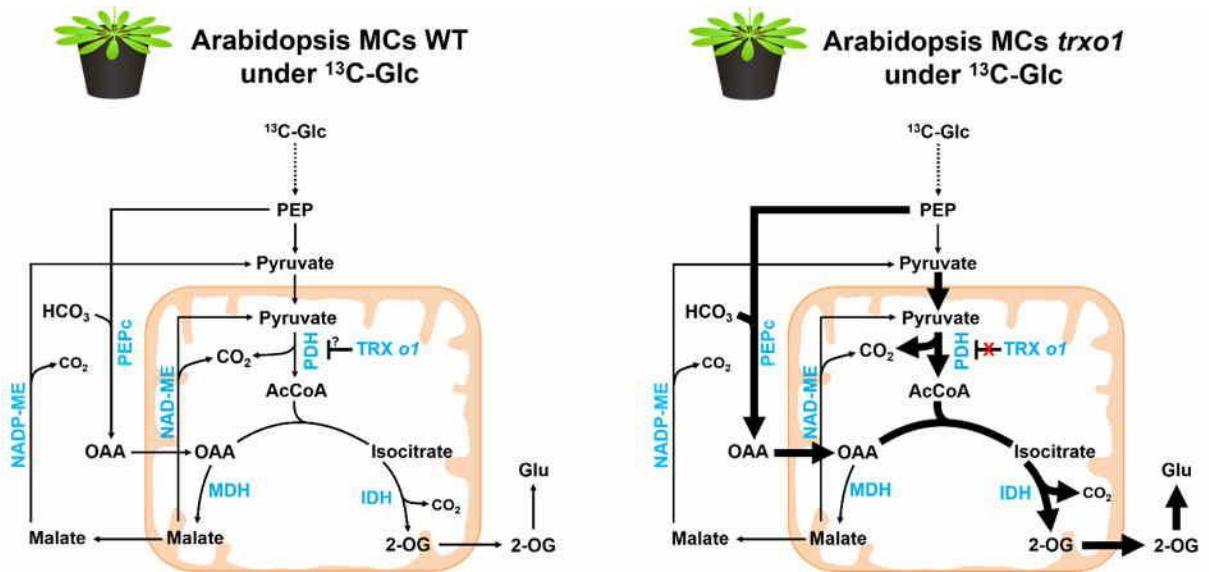 Arabidopsis MCs WT
under ¹³C-Glc
¹³C-Glc
PEP
Pyruvate
HCO₃
PEPc
Pyruvate
CO₂
CO₂
PDH
?
TRX o1
NADP-ME
NAD-ME
AcCoA
OAA
OAA
Isocitrate
MDH
IDH
CO₂
Glu
Malate
Malate
2-OG
2-OG
Arabidopsis MCs trxo1
under ¹³C-Glc
¹³C-Glc
PEP
Pyruvate
HCO₃
PEPc
Pyruvate
CO₂
CO₂
PDH
X
TRX o1
NADP-ME
NAD-ME
AcCoA
OAA
OAA
Isocitrate
MDH
IDH
CO₂
Glu
Malate
Malate
2-OG
2-OG